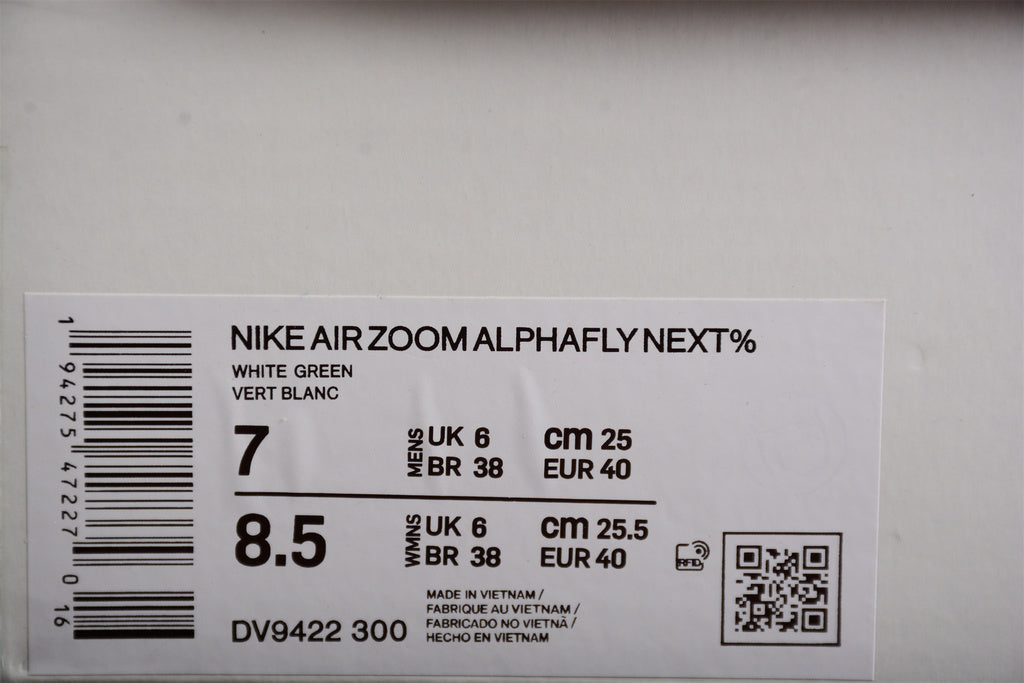 NIKE AIR ZOOM ALPHAFLY NEXT%
WHITE GREEN
VERT BLANC
7
MENS
UK 6 cm 25
BR 38 EUR 40
8.5
WMNS
UK 6 cm 25.5
BR 38 EUR 40
RFID
MADE IN VIETNAM /
FABRIQUE AU VIETNAM /
FABRICADO NO VIETNÃ /
HECHO EN VIETNAM
DV9422 300
1 94275 47227 0 16